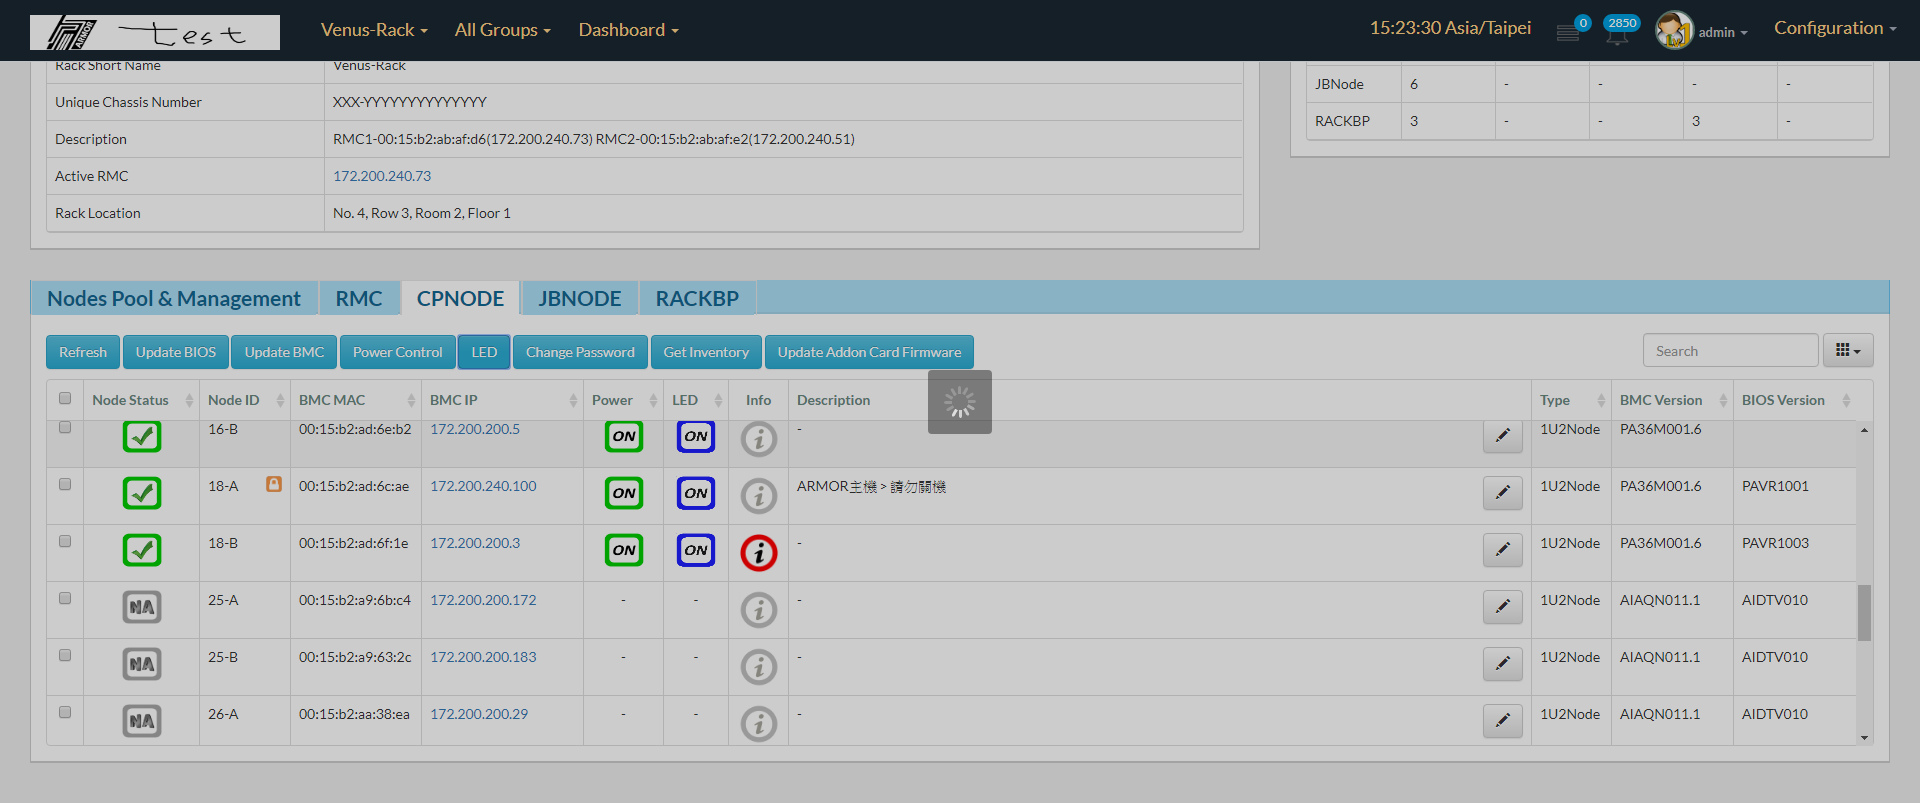 ARMOR test Venus-Rack All Groups Dashboard 15:23:30 Asia/Taipei 0 2850 admin Configuration
Rack Short Name Venus-Rack
Unique Chassis Number XXX-YYYYYYYYYYYYYY
Description RMC1-00:15:b2:ab:af:d6(172.200.240.73) RMC2-00:15:b2:ab:af:e2(172.200.240.51)
Active RMC 172.200.240.73
Rack Location No. 4, Row 3, Room 2, Floor 1
JBNode 6 - - - -
RACKBP 3 - - 3 -
Nodes Pool & Management RMC CPNODE JBNODE RACKBP
Refresh Update BIOS Update BMC Power Control LED Change Password Get Inventory Update Addon Card Firmware Search
Node Status Node ID BMC MAC BMC IP Power LED Info Description Type BMC Version BIOS Version
16-B 00:15:b2:ad:6e:b2 172.200.200.5 ON ON i - 1U2Node PA36M001.6
18-A 00:15:b2:ad:6c:ae 172.200.240.100 ON ON i ARMOR主機 > 請勿關機 1U2Node PA36M001.6 PAVR1001
18-B 00:15:b2:ad:6f:1e 172.200.200.3 ON ON i - 1U2Node PA36M001.6 PAVR1003
NA 25-A 00:15:b2:a9:6b:c4 172.200.200.172 - - i - 1U2Node AIAQN011.1 AIDTV010
NA 25-B 00:15:b2:a9:63:2c 172.200.200.183 - - i - 1U2Node AIAQN011.1 AIDTV010
NA 26-A 00:15:b2:aa:38:ea 172.200.200.29 - - i - 1U2Node AIAQN011.1 AIDTV010